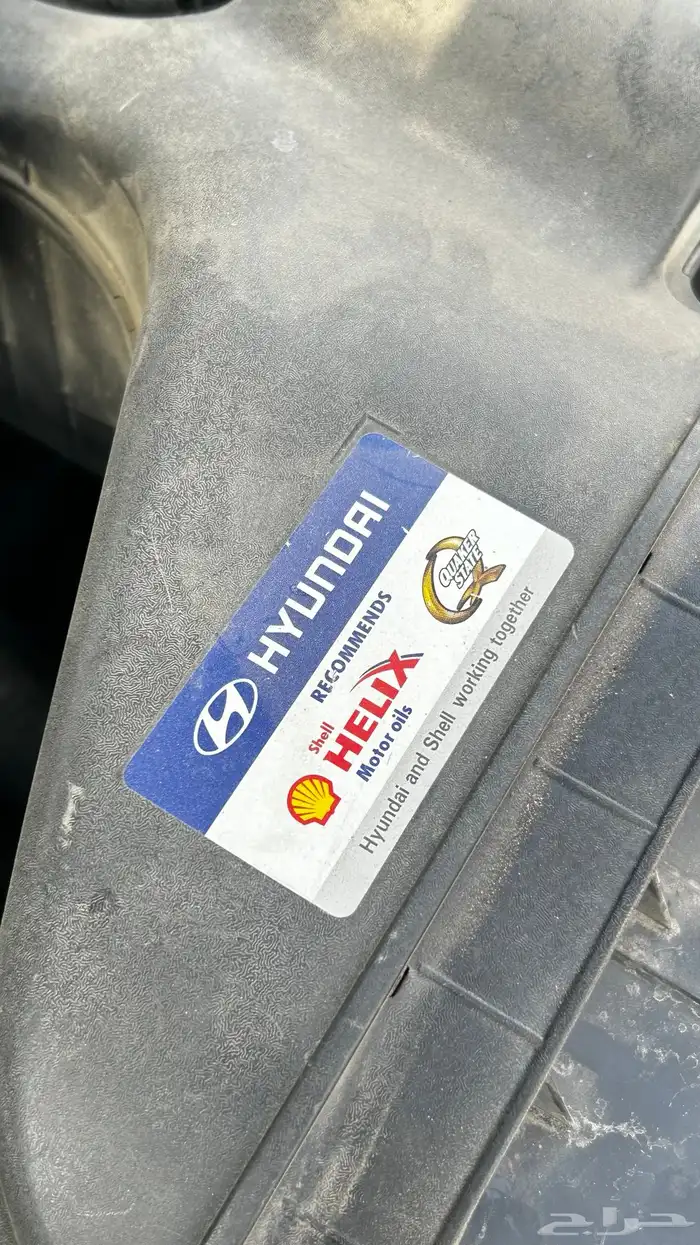 HYUNDAI
RECOMMENDS
Shell
HELIX
Motor oils
QUAKER
STATE
Hyundai and Shell working together
حراج